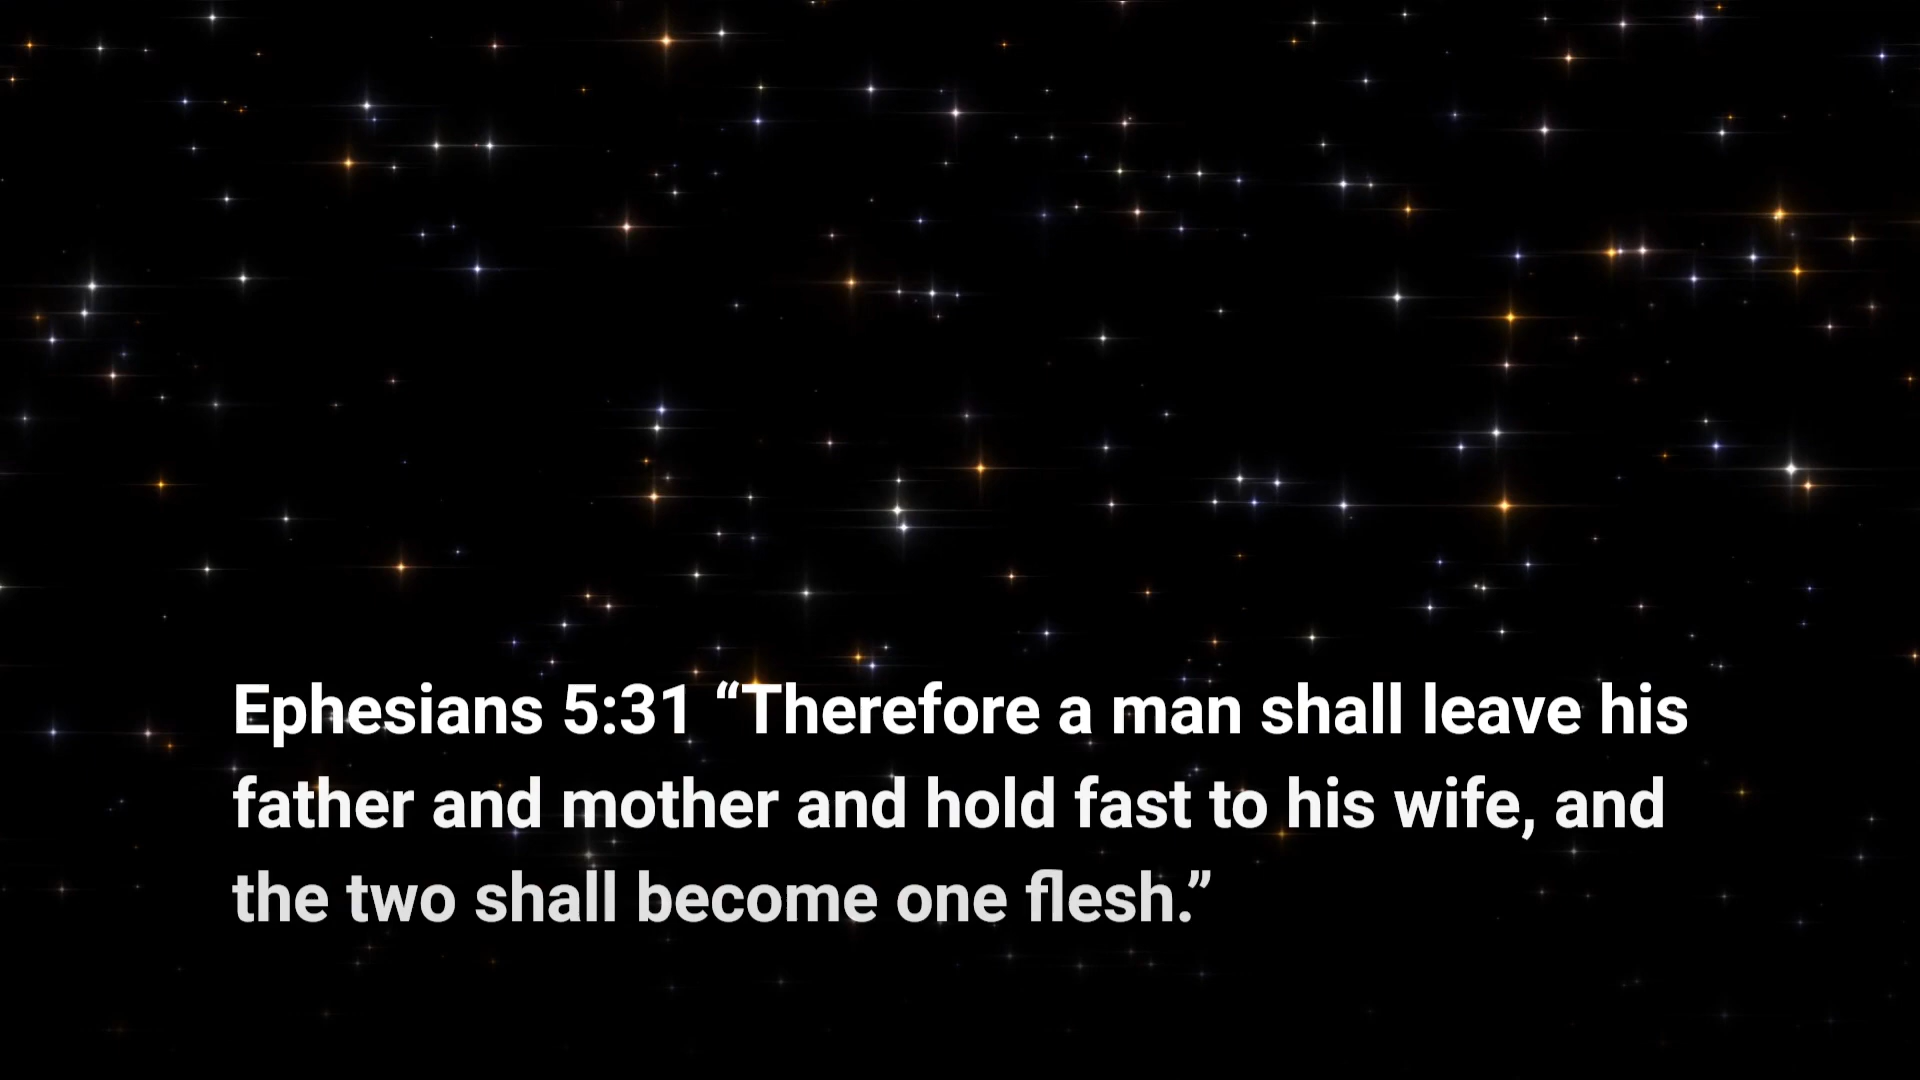 Ephesians 5:31 “Therefore a man shall leave his
father and mother and hold fast to his wife, and
the two shall become one flesh.”